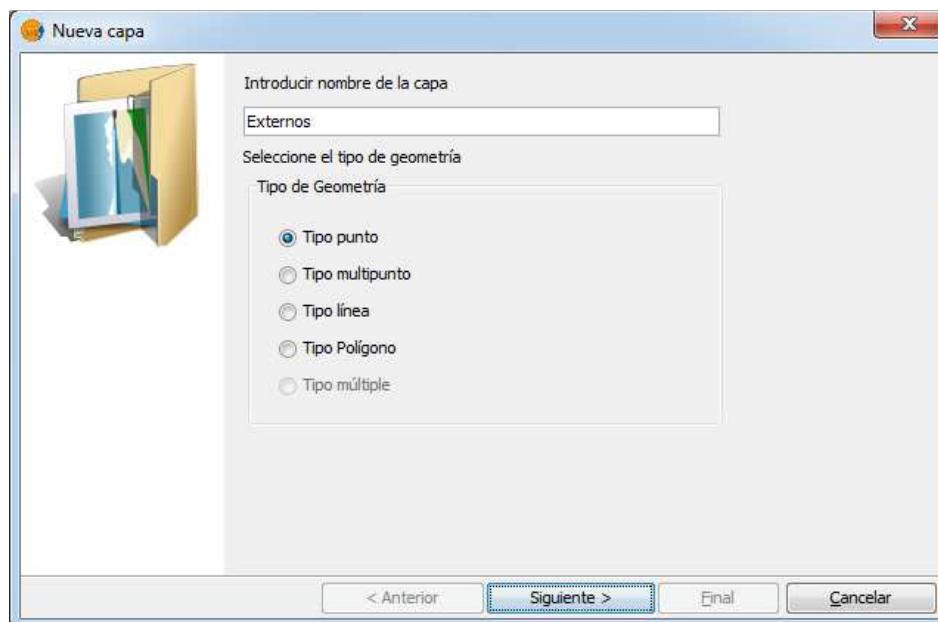 Nueva capa
Introducir nombre de la capa
Externos
Seleccione el tipo de geometría
Tipo de Geometría
Tipo punto
Tipo multipunto
Tipo línea
Tipo Polígono
Tipo múltiple
< Anterior
Siguiente >
Final
Cancelar